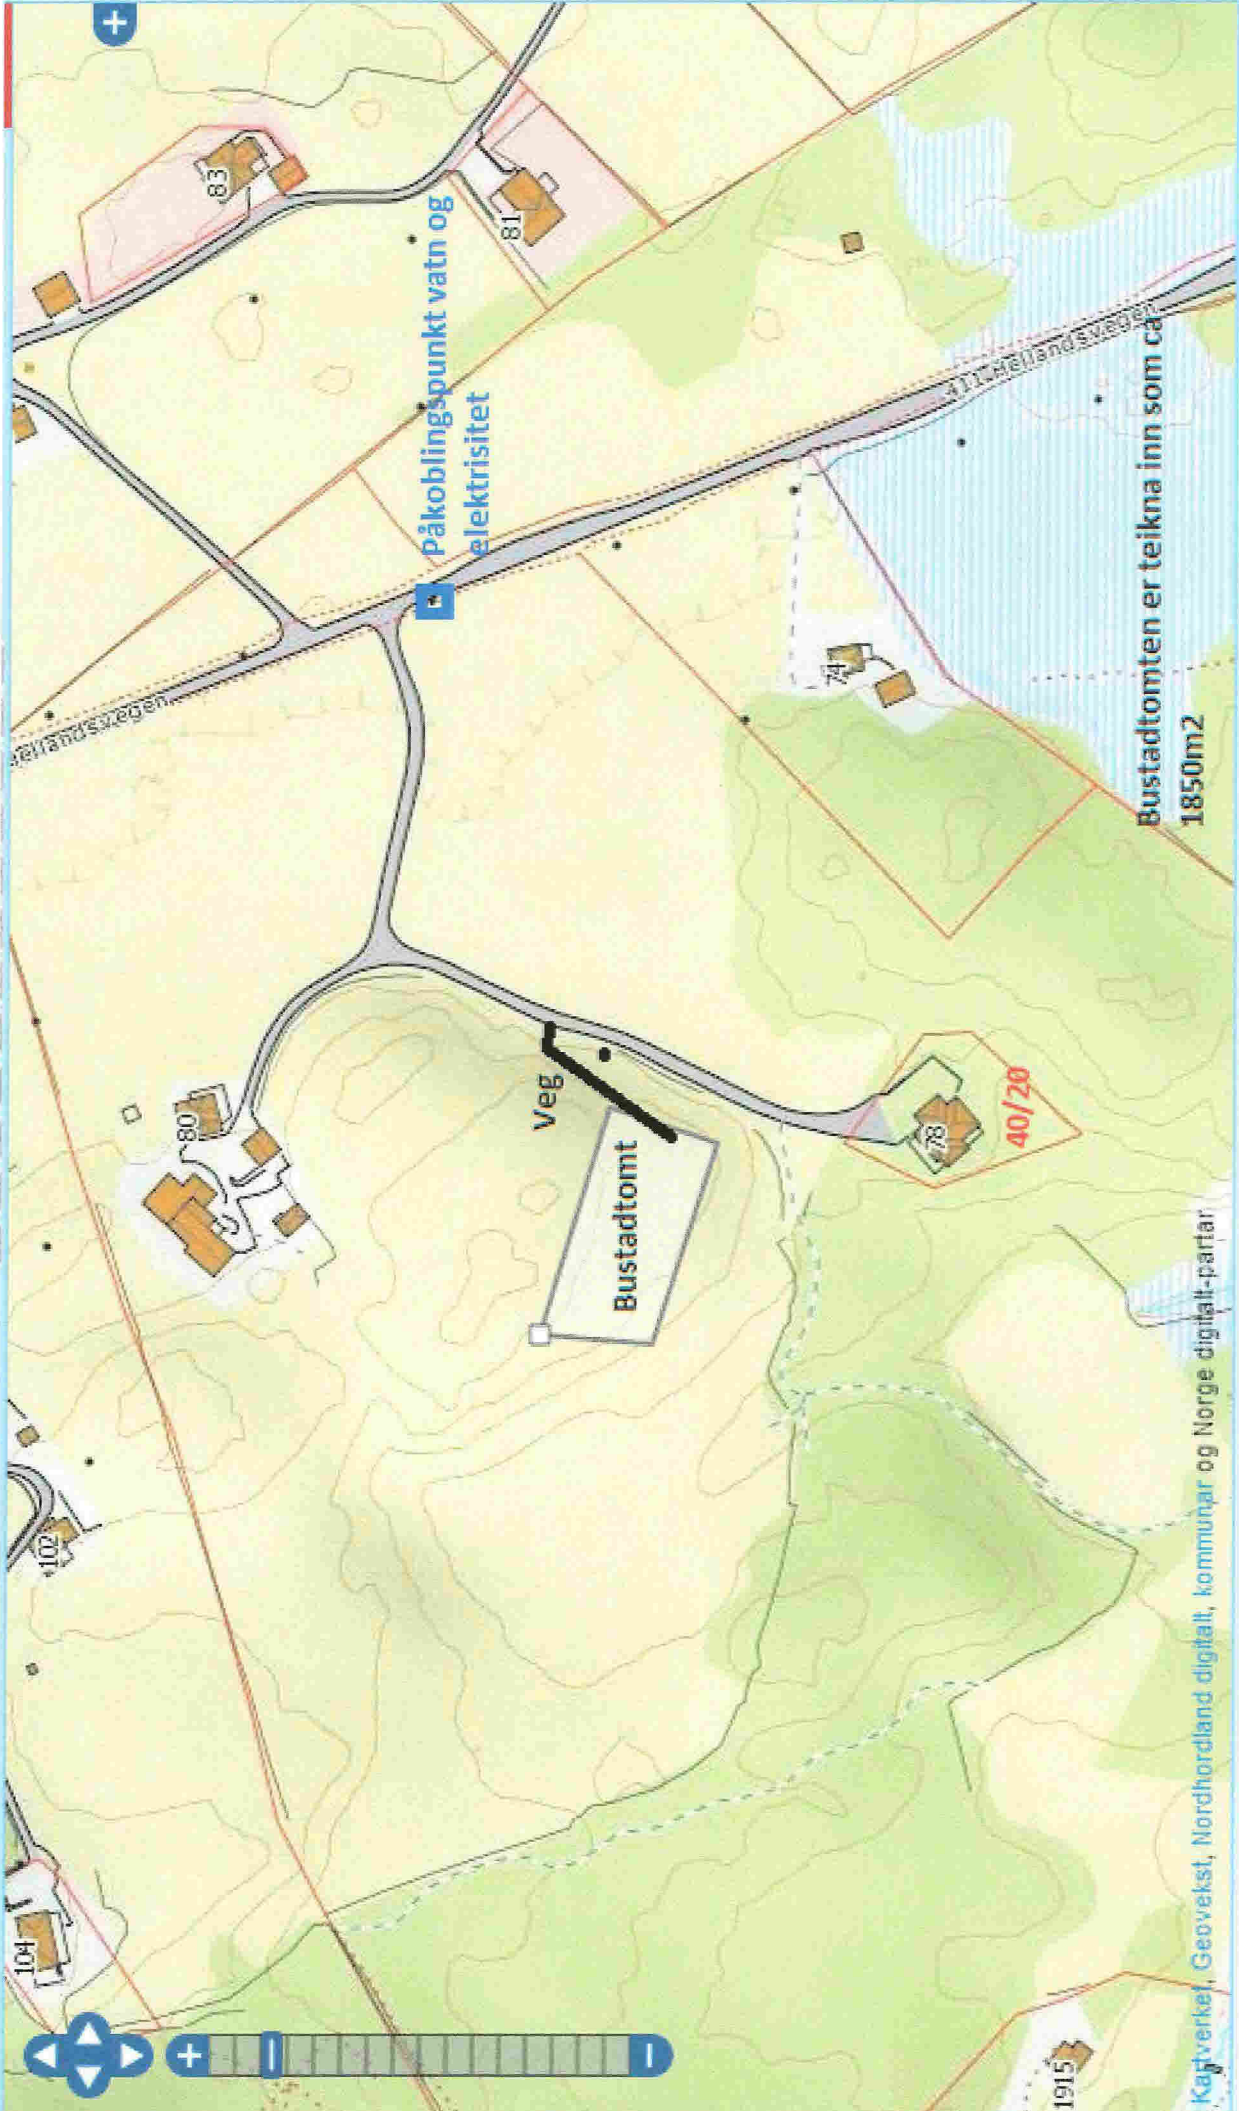 104
102
80
Hellandsvegen
83
Påkoblingspunkt vatn og
elektrisitet
81
Veg
Bustadtomt
74
78
40/20
411-Hellandsvegen
1915
Bustadtomten er teikna inn som ca
1850m2
Kartverket, Geovekst, Nordhordland digitalt, kommunar og Norge digitalt-partar